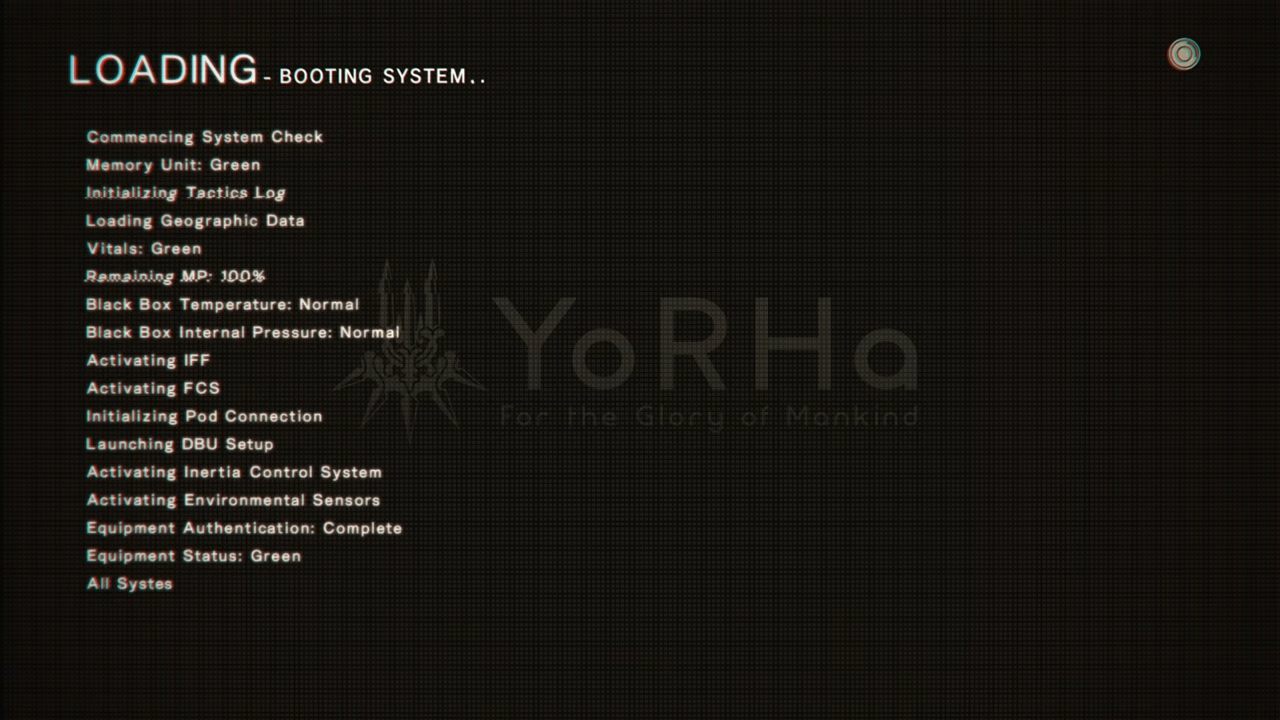 LOADING - BOOTING SYSTEM..
Commencing System Check
Memory Unit: Green
Initializing Tactics Log
Loading Geographic Data
Vitals: Green
Remaining MP: 100%
Black Box Temperature: Normal
Black Box Internal Pressure: Normal
Activating IFF
Activating FCS
Initializing Pod Connection
Launching DBU Setup
Activating Inertia Control System
Activating Environmental Sensors
Equipment Authentication: Complete
Equipment Status: Green
All Systes
YoRHa
For the Glory of Mankind